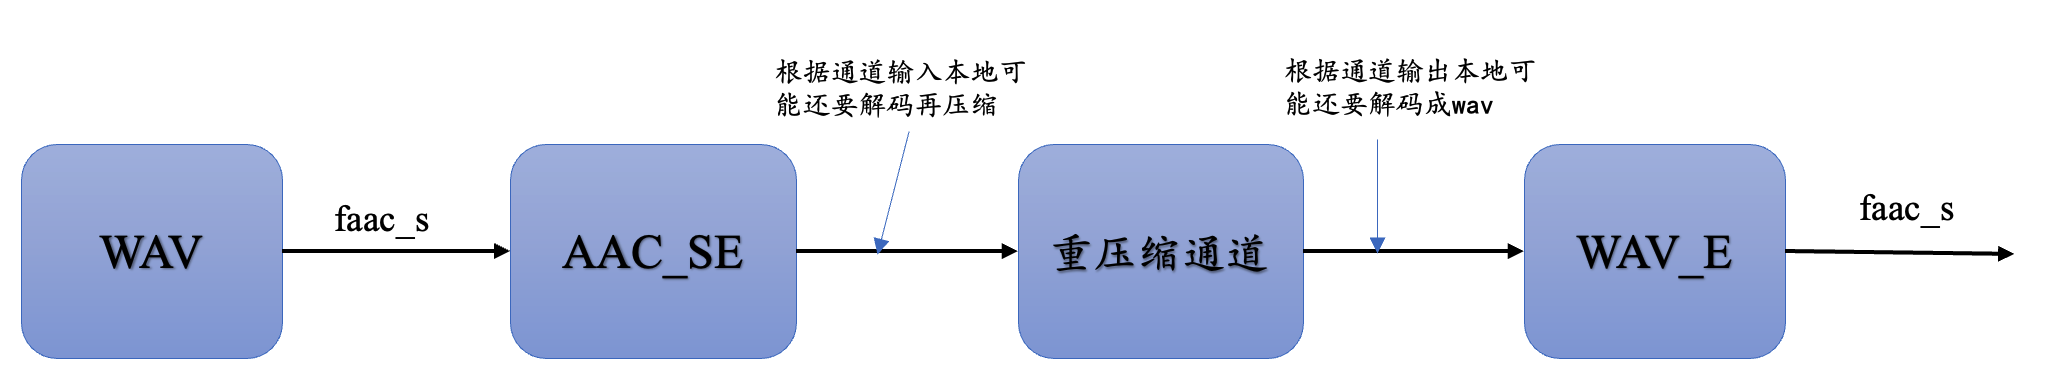 根据通道输入本地可
能还要解码再压缩
根据通道输出本地可
能还要解码成wav
WAV
faac_s
AAC_SE
重压缩通道
WAV_E
faac_s